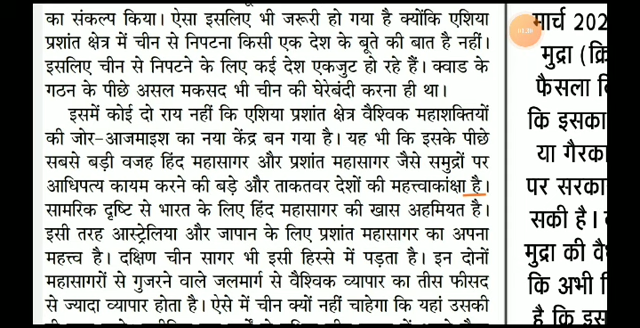 का संकल्प किया। ऐसा इसलिए भी जरूरी हो गया है क्योंकि एशिया
प्रशांत क्षेत्र में चीन से निपटना किसी एक देश के बूते की बात है नहीं।
इसलिए चीन से निपटने के लिए कई देश एकजुट हो रहे हैं। क्वाड के
गठन के पीछे असल मकसद भी चीन की घेरेबंदी करना ही था।
इसमें कोई दो राय नहीं कि एशिया प्रशांत क्षेत्र वैश्विक महाशक्तियों
की जोर-आजमाइश का नया केंद्र बन गया है। यह भी कि इसके पीछे
सबसे बड़ी वजह हिंद महासागर और प्रशांत महासागर जैसे समुद्रों पर
आधिपत्य कायम करने की बड़े और ताकतवर देशों की महत्त्वाकांक्षा है।
सामरिक दृष्टि से भारत के लिए हिंद महासागर की खास अहमियत है।
इसी तरह आस्ट्रेलिया और जापान के लिए प्रशांत महासागर का अपना
महत्त्व है। दक्षिण चीन सागर भी इसी हिस्से में पड़ता है। इन दोनों
महासागरों से गुजरने वाले जलमार्ग से वैश्विक व्यापार का तीस फीसद
से ज्यादा व्यापार होता है। ऐसे में चीन क्यों नहीं चाहेगा कि यहां उसकी
मार्च 202
मुद्रा (क्रि
फैसला
कि इसका
या गैरका
पर सरका
सकी है।
मुद्रा की वै
कि अभी
है कि इस